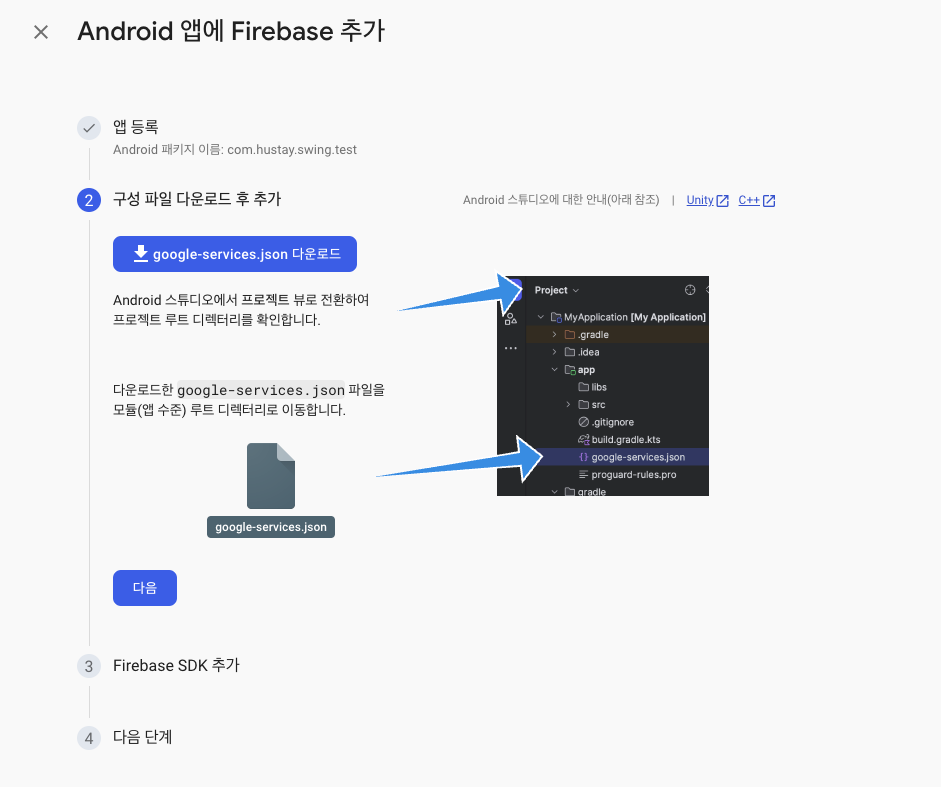 Android 앱에 Firebase 추가
앱 등록
Android 패키지 이름: com.hustay.swing.test
2
구성 파일 다운로드 후 추가
Android 스튜디오에 대한 안내(아래 참조) | Unity C++
google-services.json 다운로드
Android 스튜디오에서 프로젝트 뷰로 전환하여
프로젝트 루트 디렉터리를 확인합니다.
다운로드한 google-services.json 파일을
모듈(앱 수준) 루트 디렉터리로 이동합니다.
google-services.json
Project
MyApplication [My Application]
.gradle
.idea
app
libs
src
.gitignore
build.gradle.kts
google-services.json
proguard-rules.pro
gradle
다음
3
Firebase SDK 추가
4
다음 단계